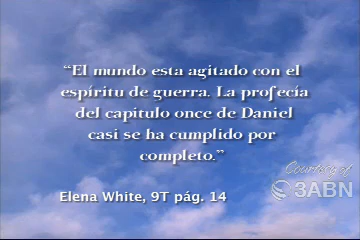 “El mundo esta agitado con el
espíritu de guerra. La profecía
del capitulo once de Daniel
casi se ha cumplido por
completo.”
Courtesy of
3ABN
Elena White, 9T pág. 14